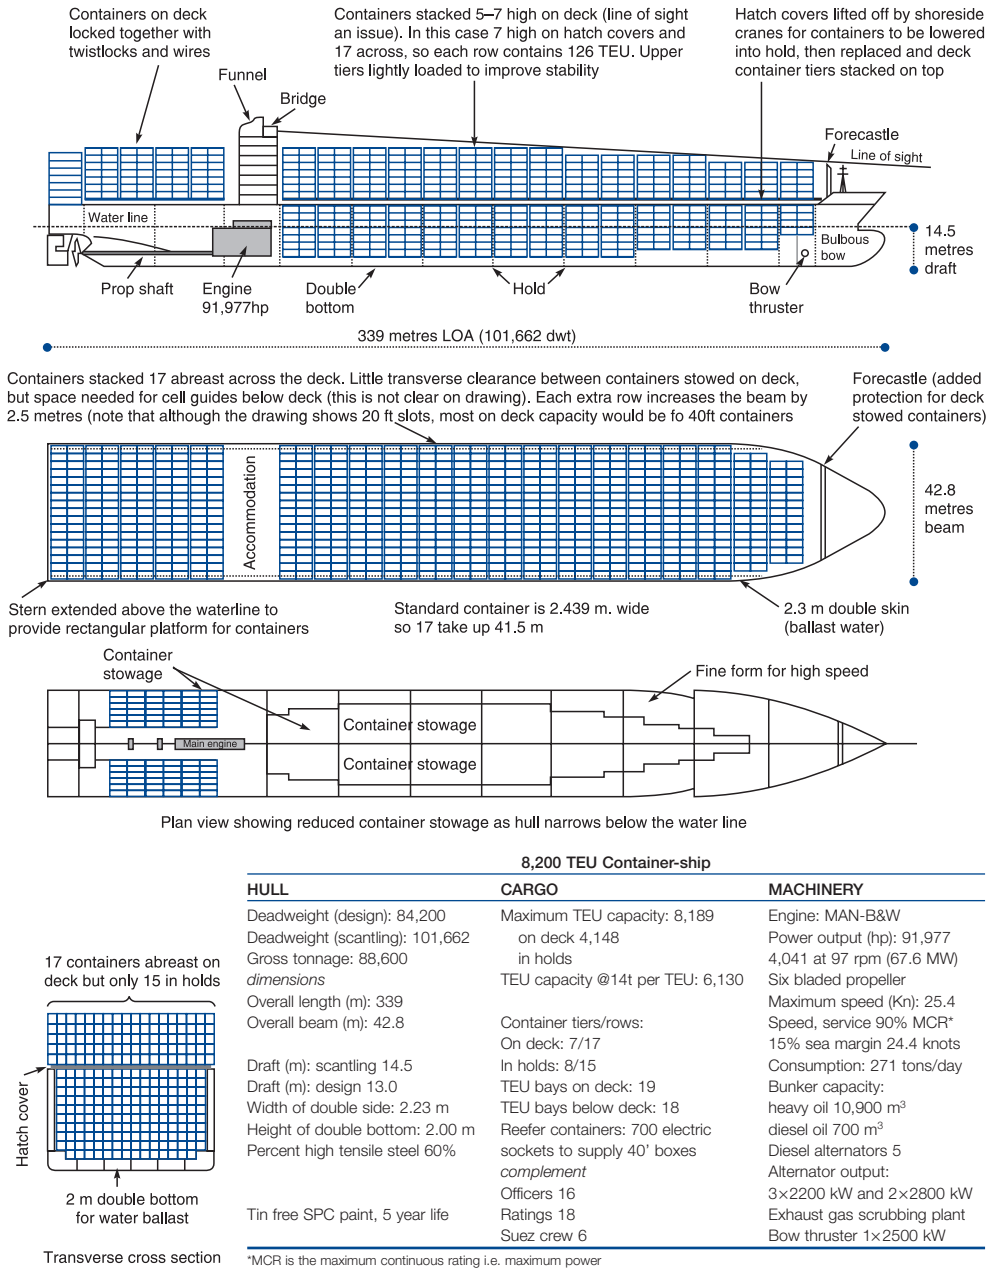 Containers on deck
locked together with
twistlocks and wires
Containers stacked 5–7 high on deck (line of sight
an issue). In this case 7 high on hatch covers and
17 across, so each row contains 126 TEU. Upper
tiers lightly loaded to improve stability
Hatch covers lifted off by shoreside
cranes for containers to be lowered
into hold, then replaced and deck
container tiers stacked on top
Funnel
Bridge
Forecastle
Line of sight
Water line
Bulbous
bow
14.5
metres
draft
Prop shaft
Engine
91,977hp
Double
bottom
Hold
Bow
thruster
339 metres LOA (101,662 dwt)
Containers stacked 17 abreast across the deck. Little transverse clearance between containers stowed on deck,
but space needed for cell guides below deck (this is not clear on drawing). Each extra row increases the beam by
2.5 metres (note that although the drawing shows 20 ft slots, most on deck capacity would be fo 40ft containers
Forecastle (added
protection for deck
stowed containers)
Accommodation
42.8
metres
beam
Stern extended above the waterline to
provide rectangular platform for containers
Standard container is 2.439 m. wide
so 17 take up 41.5 m
2.3 m double skin
(ballast water)
Container
stowage
Fine form for high speed
Container stowage
Main engine
Container stowage
Plan view showing reduced container stowage as hull narrows below the water line
17 containers abreast on
deck but only 15 in holds
Hatch cover
2 m double bottom
for water ballast
Transverse cross section
8,200 TEU Container-ship
HULL
Deadweight (design): 84,200
Deadweight (scantling): 101,662
Gross tonnage: 88,600
dimensions
Overall length (m): 339
Overall beam (m): 42.8
Draft (m): scantling 14.5
Draft (m): design 13.0
Width of double side: 2.23 m
Height of double bottom: 2.00 m
Percent high tensile steel 60%
Tin free SPC paint, 5 year life
CARGO
Maximum TEU capacity: 8,189
on deck 4,148
in holds
TEU capacity @14t per TEU: 6,130
Container tiers/rows:
On deck: 7/17
In holds: 8/15
TEU bays on deck: 19
TEU bays below deck: 18
Reefer containers: 700 electric
sockets to supply 40' boxes
complement
Officers 16
Ratings 18
Suez crew 6
MACHINERY
Engine: MAN-B&W
Power output (hp): 91,977
4,041 at 97 rpm (67.6 MW)
Six bladed propeller
Maximum speed (Kn): 25.4
Speed, service 90% MCR*
15% sea margin 24.4 knots
Consumption: 271 tons/day
Bunker capacity:
heavy oil 10,900 m³
diesel oil 700 m³
Diesel alternators 5
Alternator output:
3×2200 kW and 2×2800 kW
Exhaust gas scrubbing plant
Bow thruster 1×2500 kW
*MCR is the maximum continuous rating i.e. maximum power